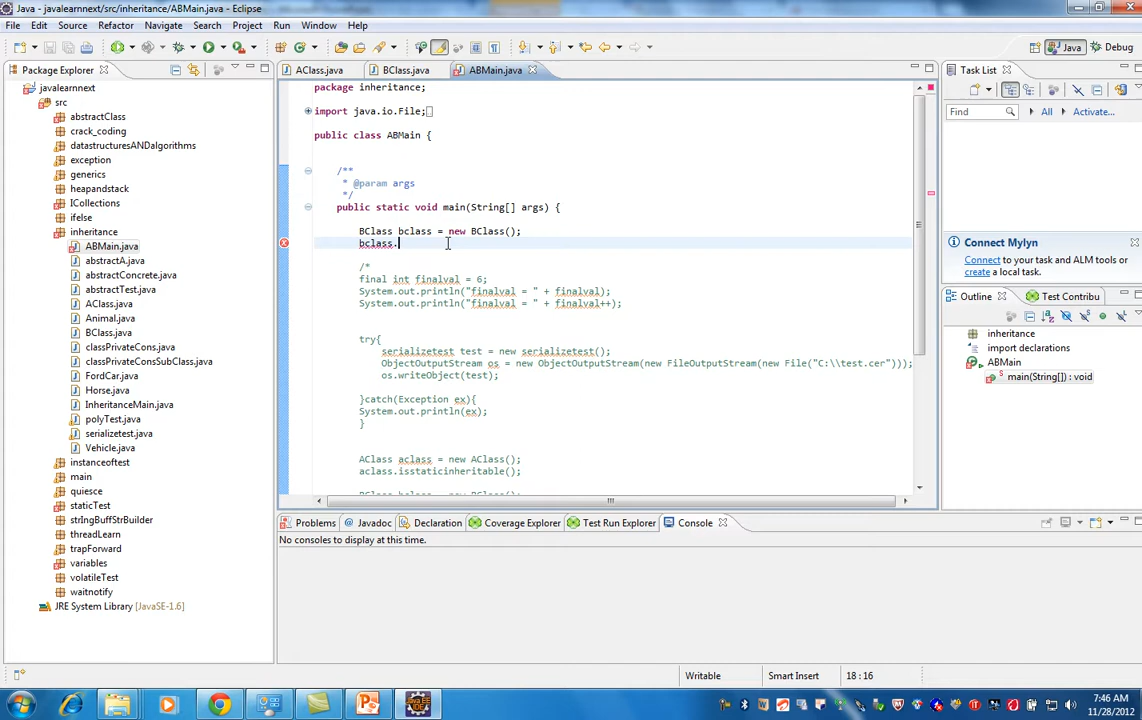 Java - javalearnnext/src/inheritance/ABMain.java - Eclipse
File Edit Source Refactor Navigate Search Project Run Window Help
Java Debug
Package Explorer
javalearnnext
src
abstractClass
crack_coding
datastructuresANDalgorithms
exception
generics
heapandstack
ICollections
ifelse
inheritance
ABMain.java
abstractA.java
abstractConcrete.java
abstractTest.java
AClass.java
Animal.java
BClass.java
classPrivateCons.java
classPrivateConsSubClass.java
FordCar.java
Horse.java
InheritanceMain.java
polyTest.java
serializetest.java
Vehicle.java
instanceoftest
main
quiesce
staticTest
strIngBuffStrBuilder
threadLearn
trapForward
variables
volatileTest
waitnotify
JRE System Library [JavaSE-1.6]
AClass.java BClass.java ABMain.java
package inheritance;
import java.io.File;
public class ABMain {
/**
* @param args
*/
public static void main(String[] args) {
BClass bclass = new BClass();
bclass.
/*
final int finalval = 6;
System.out.println("finalval = " + finalval);
System.out.println("finalval = " + finalval++);
try{
serializetest test = new serializetest();
ObjectOutputStream os = new ObjectOutputStream(new FileOutputStream(new File("C:\\test.cer")));
os.writeObject(test);
}catch(Exception ex){
System.out.println(ex);
}
AClass aclass = new AClass();
aclass.isstaticinheritable();
BClass bclass = new BClass();
Task List
Find All Activate...
Connect Mylyn
Connect to your task and ALM tools or
create a local task.
Outline Test Contribu
inheritance
import declarations
ABMain
main(String[]) : void
Problems Javadoc Declaration Coverage Explorer Test Run Explorer Console
No consoles to display at this time.
Writable Smart Insert 18 : 16
7:46 AM
11/28/2012